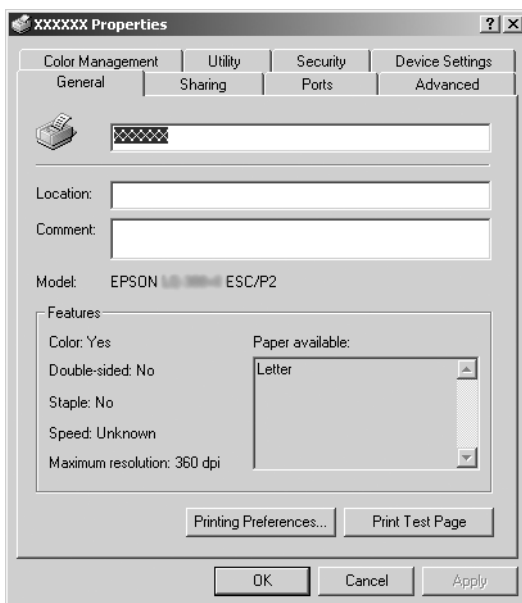 XXXXXX Properties
Color Management Utility Security Device Settings
General Sharing Ports Advanced
XXXXXX
Location:
Comment:
Model: EPSON ESC/P2
Features
Color: Yes Paper available:
Double-sided: No Letter
Staple: No
Speed: Unknown
Maximum resolution: 360 dpi
Printing Preferences... Print Test Page
OK Cancel Apply